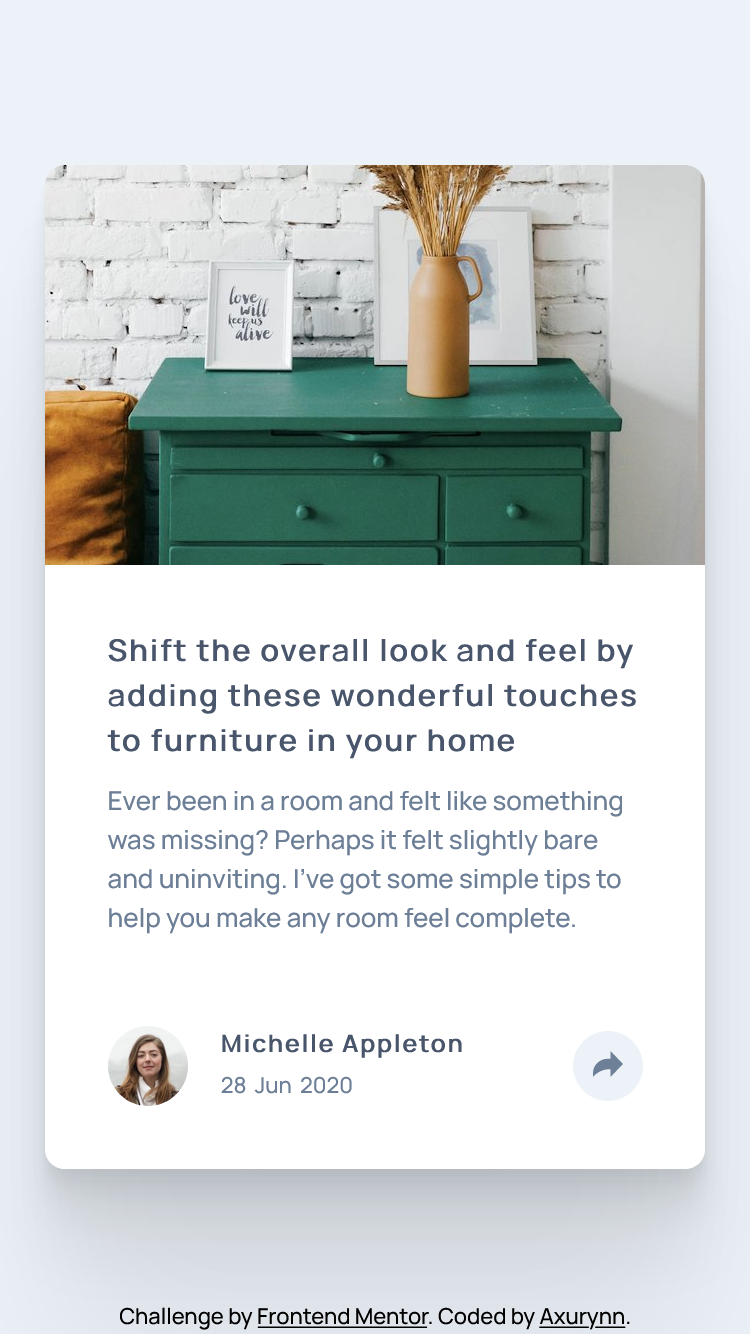 love
will
keep us
alive
Shift the overall look and feel by
adding these wonderful touches
to furniture in your home
Ever been in a room and felt like something
was missing? Perhaps it felt slightly bare
and uninviting. I’ve got some simple tips to
help you make any room feel complete.
Michelle Appleton
28 Jun 2020
Challenge by Frontend Mentor. Coded by Axurynn.